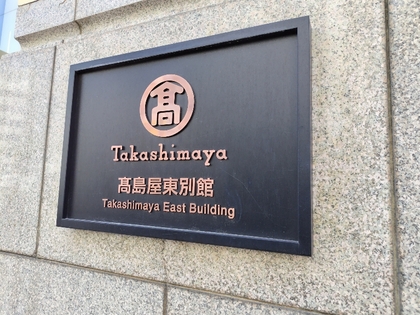 髙
Takashimaya
髙島屋東別館
Takashimaya East Building